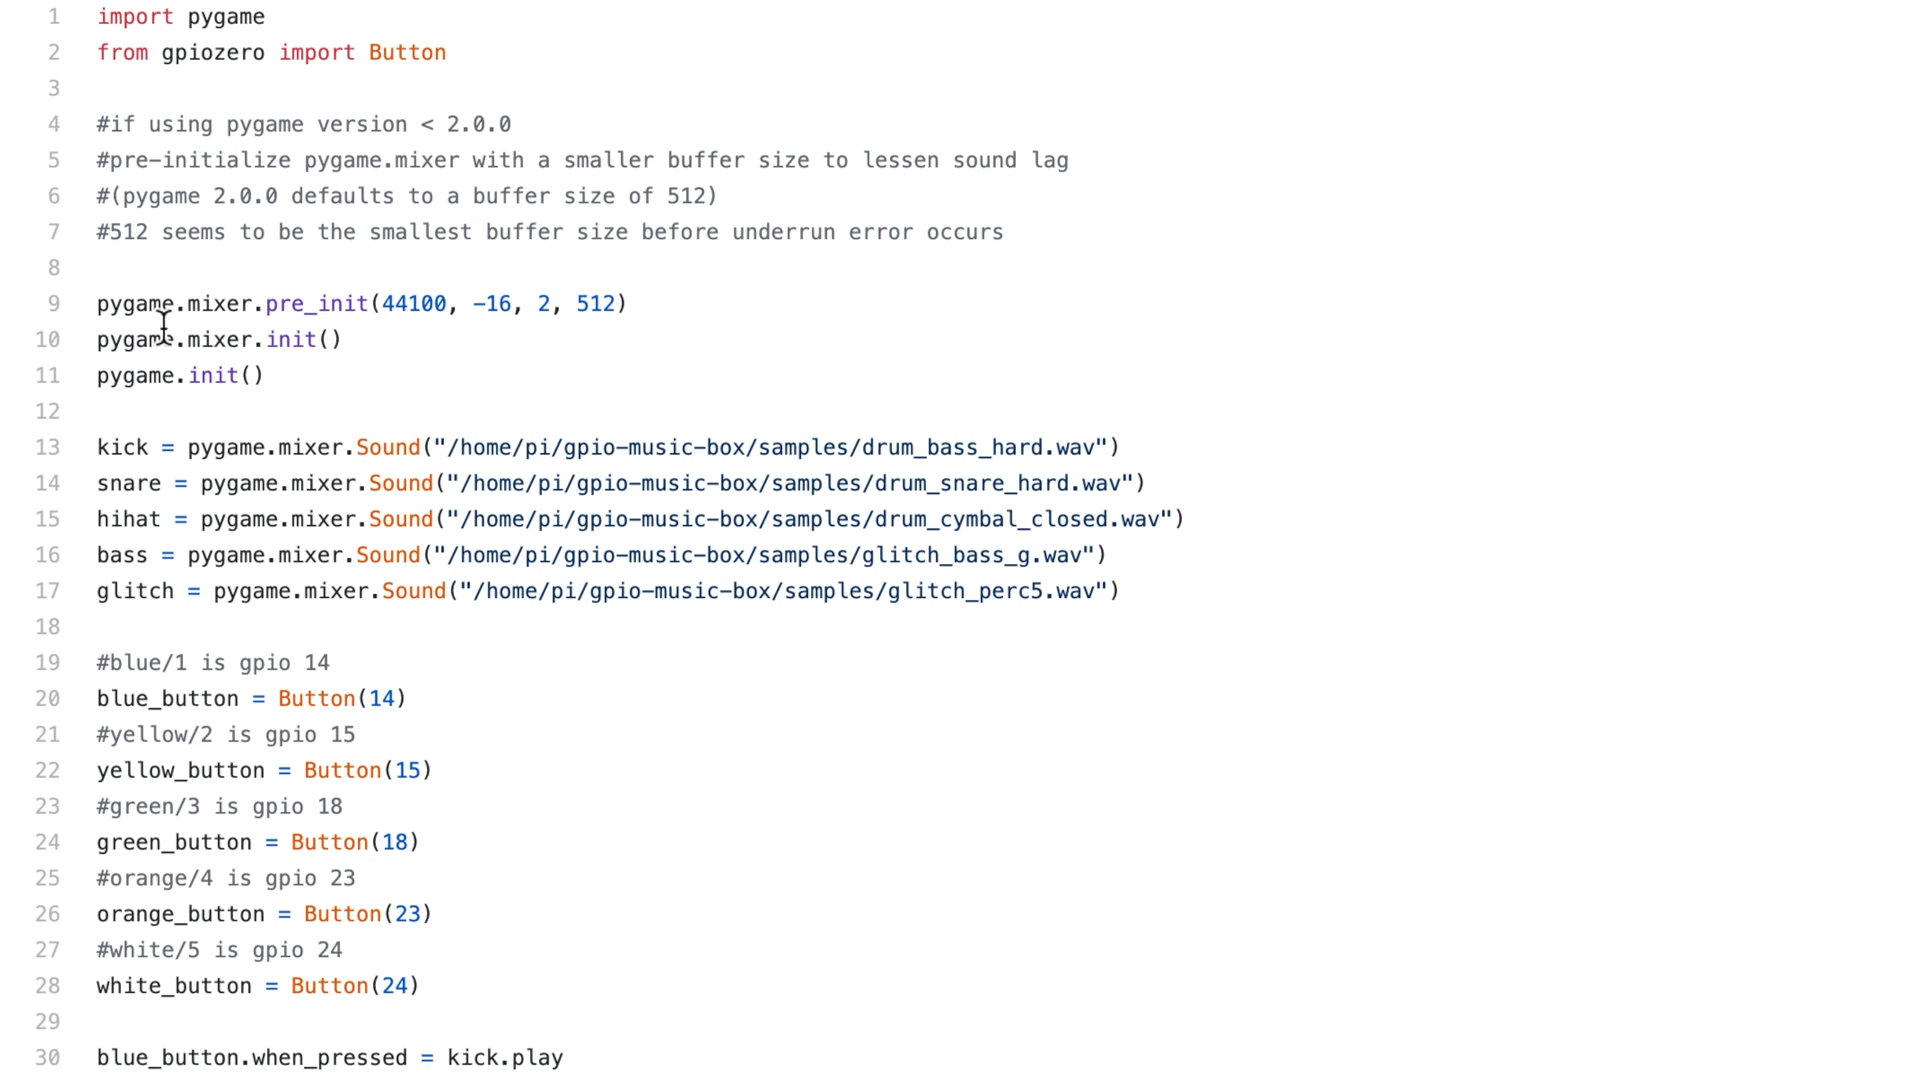 1 import pygame
2 from gpiozero import Button
3
4 #if using pygame version < 2.0.0
5 #pre-initialize pygame.mixer with a smaller buffer size to lessen sound lag
6 #(pygame 2.0.0 defaults to a buffer size of 512)
7 #512 seems to be the smallest buffer size before underrun error occurs
8
9 pygame.mixer.pre_init(44100, -16, 2, 512)
10 pygame.mixer.init()
11 pygame.init()
12
13 kick = pygame.mixer.Sound("/home/pi/gpio-music-box/samples/drum_bass_hard.wav")
14 snare = pygame.mixer.Sound("/home/pi/gpio-music-box/samples/drum_snare_hard.wav")
15 hihat = pygame.mixer.Sound("/home/pi/gpio-music-box/samples/drum_cymbal_closed.wav")
16 bass = pygame.mixer.Sound("/home/pi/gpio-music-box/samples/glitch_bass_g.wav")
17 glitch = pygame.mixer.Sound("/home/pi/gpio-music-box/samples/glitch_perc5.wav")
18
19 #blue/1 is gpio 14
20 blue_button = Button(14)
21 #yellow/2 is gpio 15
22 yellow_button = Button(15)
23 #green/3 is gpio 18
24 green_button = Button(18)
25 #orange/4 is gpio 23
26 orange_button = Button(23)
27 #white/5 is gpio 24
28 white_button = Button(24)
29
30 blue_button.when_pressed = kick.play